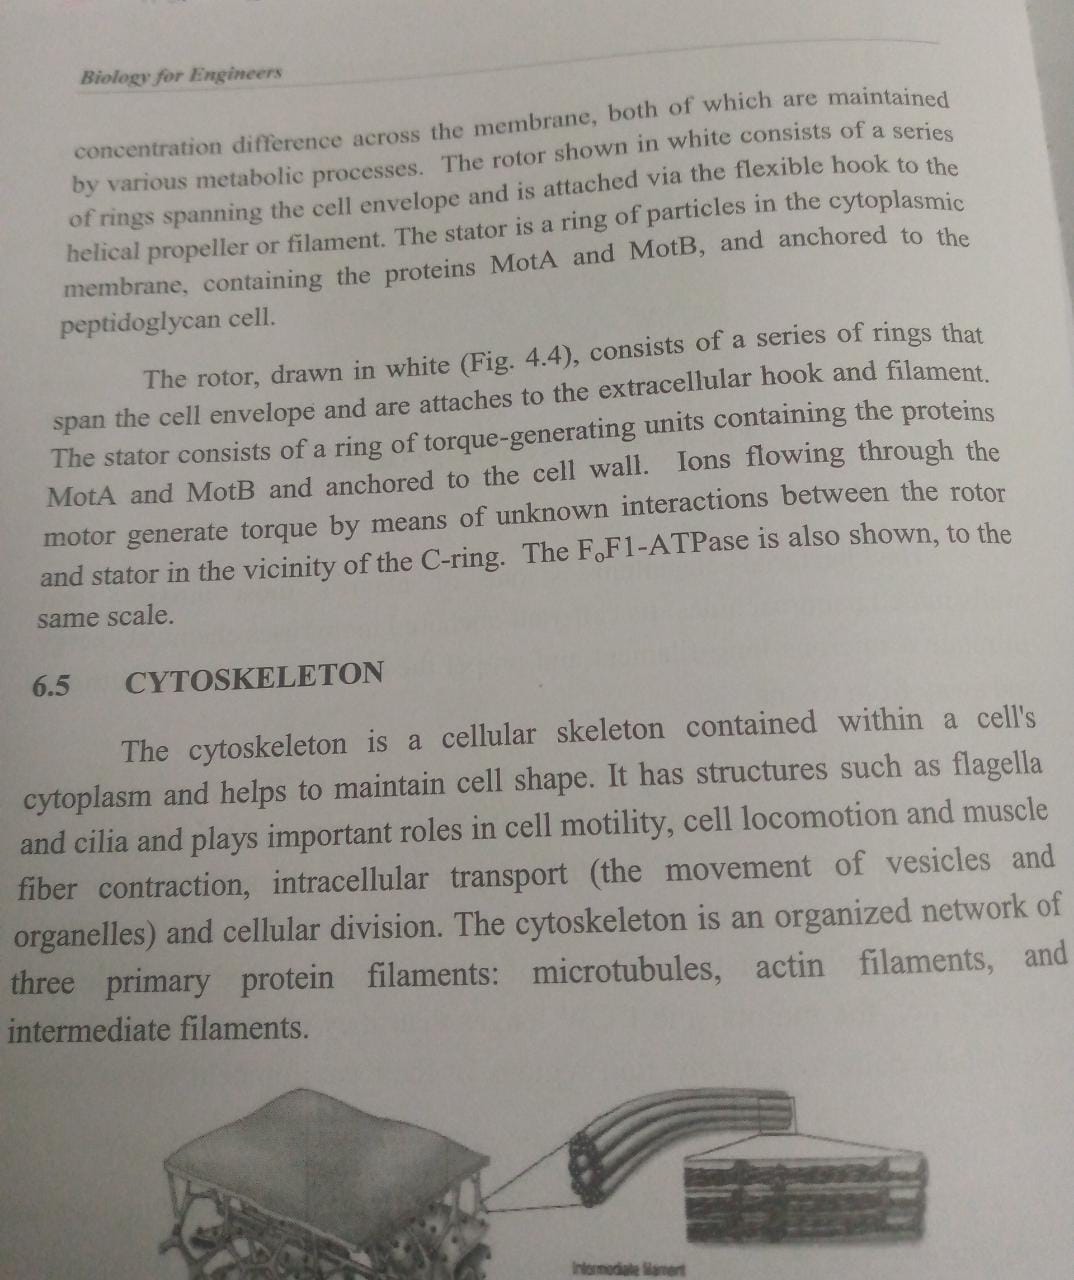 Biology for Engineers
concentration difference across the membrane, both of which are maintained
by various metabolic processes. The rotor shown in white consists of a series
of rings spanning the cell envelope and is attached via the flexible hook to the
helical propeller or filament. The stator is a ring of particles in the cytoplasmic
membrane, containing the proteins MotA and MotB, and anchored to the
peptidoglycan cell.
The rotor, drawn in white (Fig. 4.4), consists of a series of rings that
span the cell envelope and are attaches to the extracellular hook and filament.
The stator consists of a ring of torque-generating units containing the proteins
MotA and MotB and anchored to the cell wall. Ions flowing through the
motor generate torque by means of unknown interactions between the rotor
and stator in the vicinity of the C-ring. The FₒF1-ATPase is also shown, to the
same scale.
6.5 CYTOSKELETON
The cytoskeleton is a cellular skeleton contained within a cell's
cytoplasm and helps to maintain cell shape. It has structures such as flagella
and cilia and plays important roles in cell motility, cell locomotion and muscle
fiber contraction, intracellular transport (the movement of vesicles and
organelles) and cellular division. The cytoskeleton is an organized network of
three primary protein filaments: microtubules, actin filaments, and
intermediate filaments.
Intermediate filament